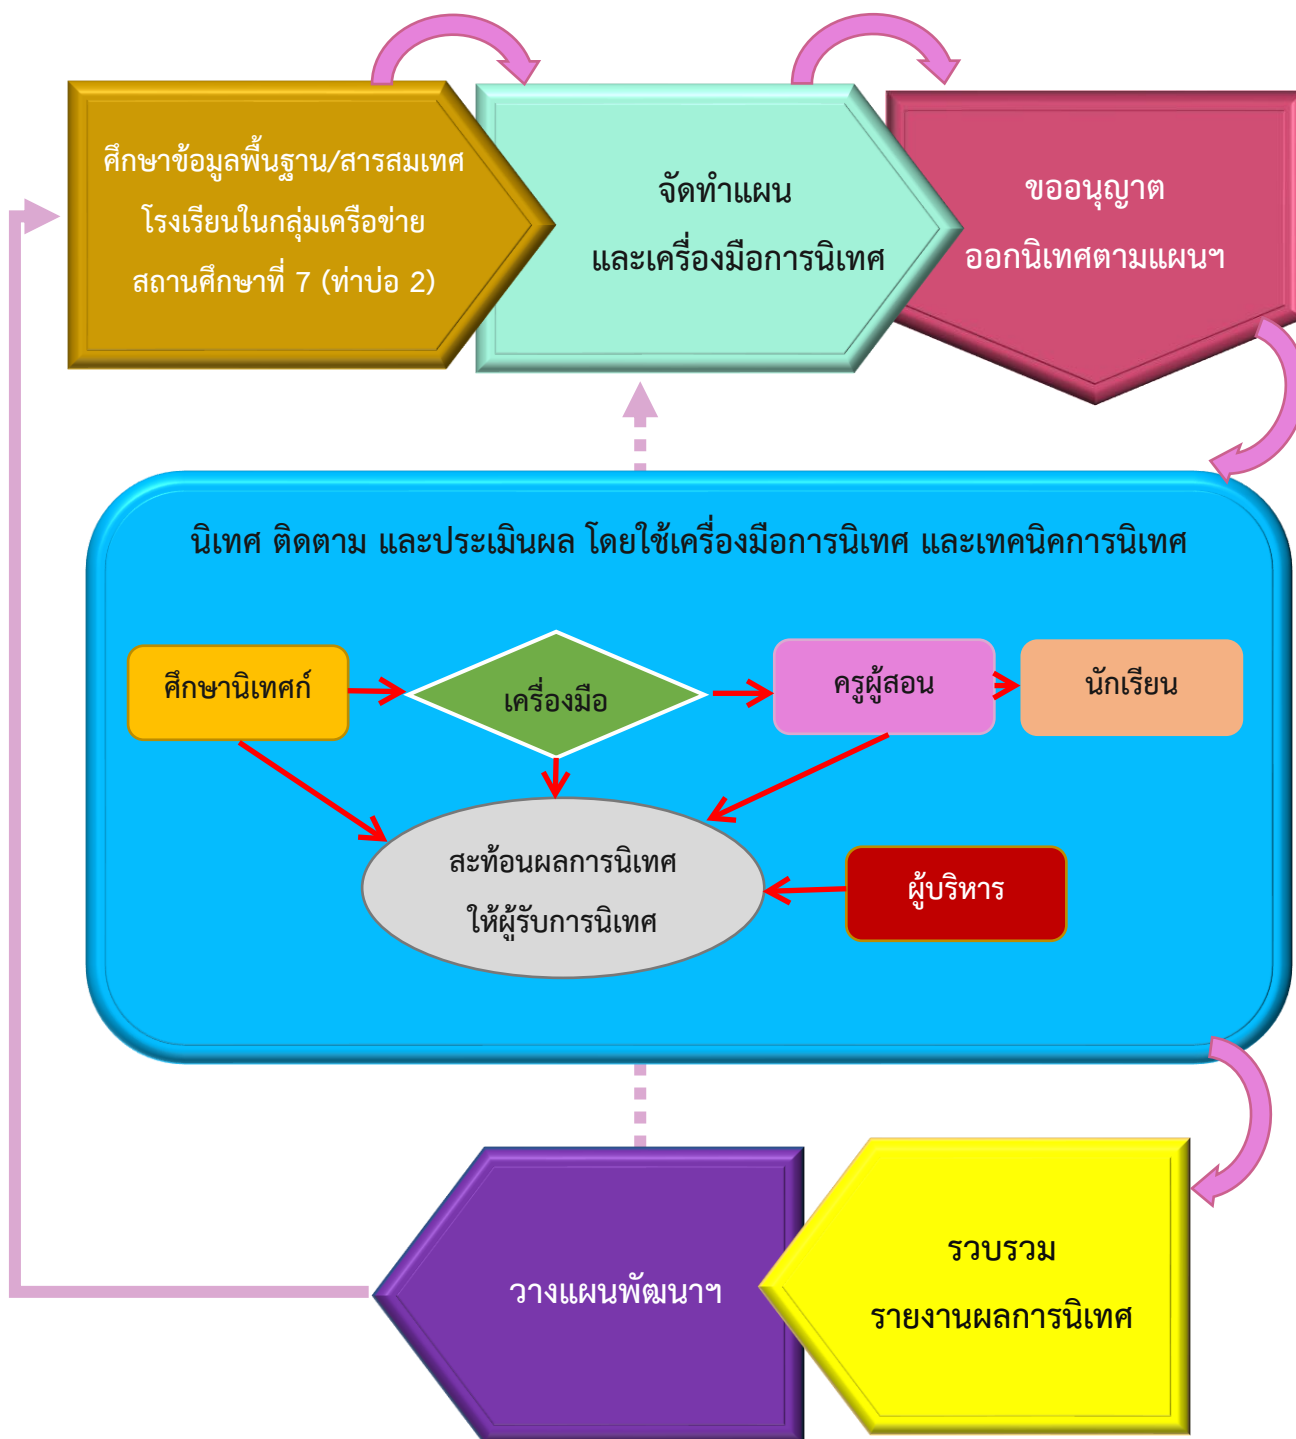 ศึกษาข้อมูลพื้นฐาน/สารสมเทศ
โรงเรียนในกลุ่มเครือข่าย
สถานศึกษาที่ 7 (ท่าบ่อ 2)
จัดทำแผน
และเครื่องมือการนิเทศ
ขออนุญาต
ออกนิเทศตามแผนฯ
นิเทศ ติดตาม และประเมินผล โดยใช้เครื่องมือการนิเทศ และเทคนิคการนิเทศ
ศึกษานิเทศก์
เครื่องมือ
ครูผู้สอน
นักเรียน
สะท้อนผลการนิเทศ
ให้ผู้รับการนิเทศ
ผู้บริหาร
รวบรวม
รายงานผลการนิเทศ
วางแผนพัฒนาฯ